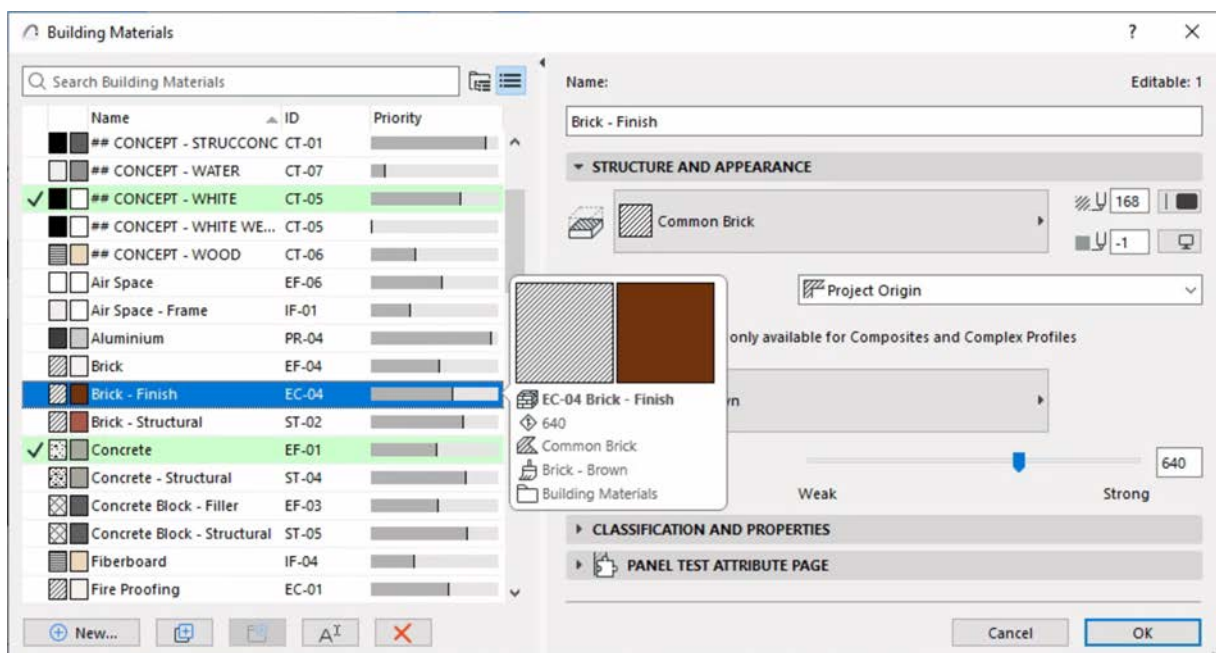 Building Materials
?
Search Building Materials
Name ID Priority
## CONCEPT - STRUCCONC CT-01
## CONCEPT - WATER CT-07
## CONCEPT - WHITE CT-05
## CONCEPT - WHITE WE... CT-05
## CONCEPT - WOOD CT-06
Air Space EF-06
Air Space - Frame IF-01
Aluminium PR-04
Brick EF-04
Brick - Finish EC-04
Brick - Structural ST-02
Concrete EF-01
Concrete - Structural ST-04
Concrete Block - Filler EF-03
Concrete Block - Structural ST-05
Fiberboard IF-04
Fire Proofing EC-01
New...
Name: Editable: 1
Brick - Finish
STRUCTURE AND APPEARANCE
Common Brick
168
-1
Project Origin
only available for Composites and Complex Profiles
EC-04 Brick - Finish
640
Common Brick
Brick - Brown
Building Materials
wn
640
Weak Strong
CLASSIFICATION AND PROPERTIES
PANEL TEST ATTRIBUTE PAGE
Cancel OK